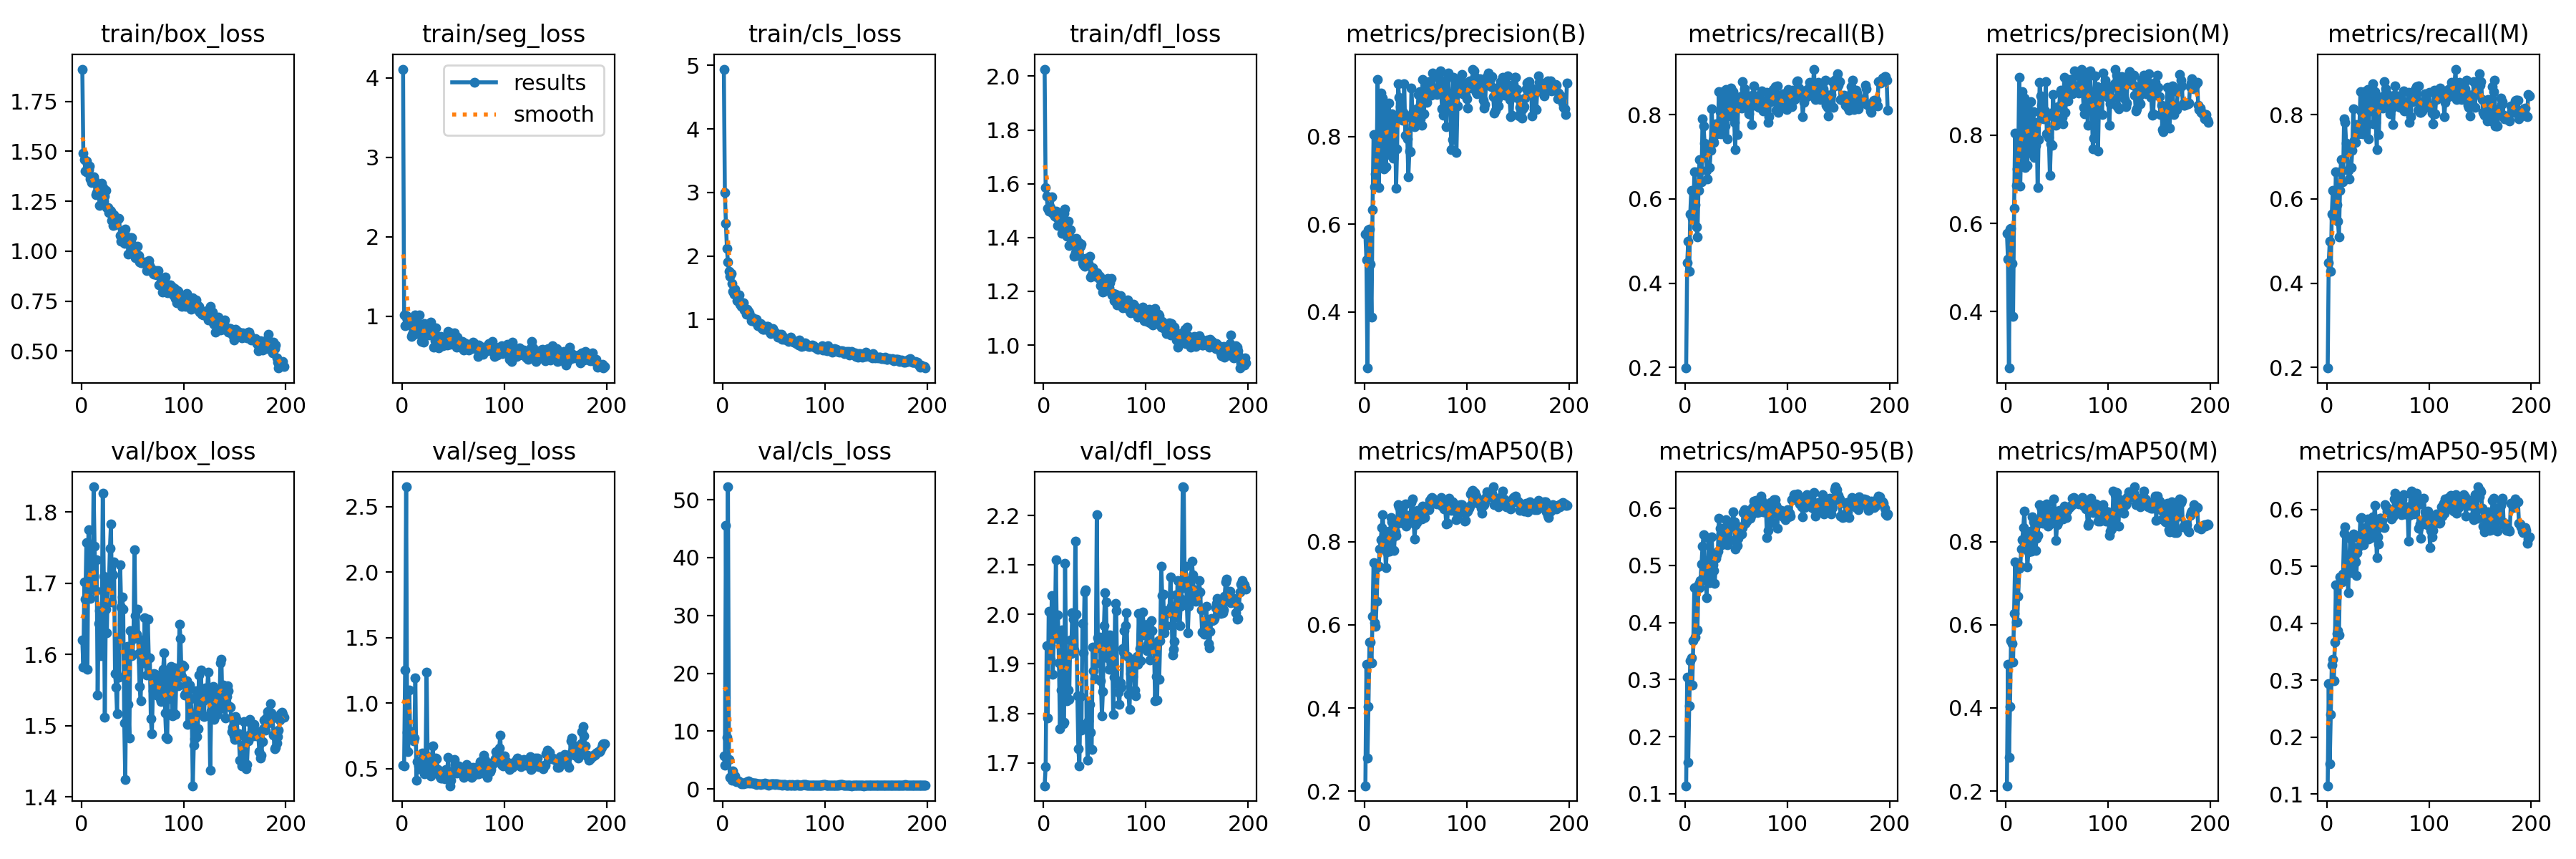 train/box_loss
train/seg_loss
train/cls_loss
train/dfl_loss
metrics/precision(B)
metrics/recall(B)
metrics/precision(M)
metrics/recall(M)
1.75
1.50
1.25
1.00
0.75
0.50
0 100 200
results
smooth
4
3
2
1
0 100 200
5
4
3
2
1
0 100 200
2.0
1.8
1.6
1.4
1.2
1.0
0 100 200
0.8
0.6
0.4
0 100 200
0.8
0.6
0.4
0.2
0 100 200
0.8
0.6
0.4
0 100 200
0.8
0.6
0.4
0.2
0 100 200
val/box_loss
val/seg_loss
val/cls_loss
val/dfl_loss
metrics/mAP50(B)
metrics/mAP50-95(B)
metrics/mAP50(M)
metrics/mAP50-95(M)
1.8
1.7
1.6
1.5
1.4
0 100 200
2.5
2.0
1.5
1.0
0.5
0 100 200
50
40
30
20
10
0
0 100 200
2.2
2.1
2.0
1.9
1.8
1.7
0 100 200
0.8
0.6
0.4
0.2
0 100 200
0.6
0.5
0.4
0.3
0.2
0.1
0 100 200
0.8
0.6
0.4
0.2
0 100 200
0.6
0.5
0.4
0.3
0.2
0.1
0 100 200